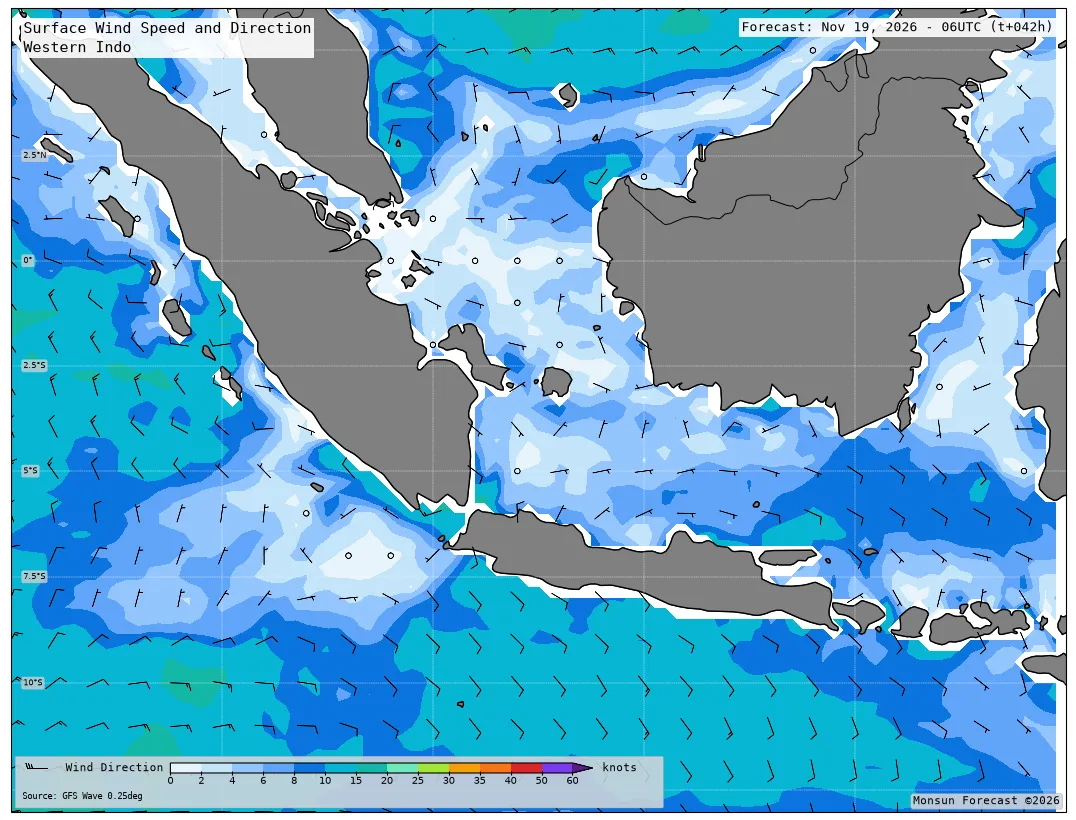 Surface Wind Speed and Direction
Western Indo
Forecast: Nov 19, 2026 - 06UTC (t+042h)
2.5°N
0°
2.5°S
5°S
7.5°S
10°S
Wind Direction
0 2 4 6 8 10 15 20 25 30 35 40 50 60
knots
Source: GFS Wave 0.25deg
Monsun Forecast ©2026